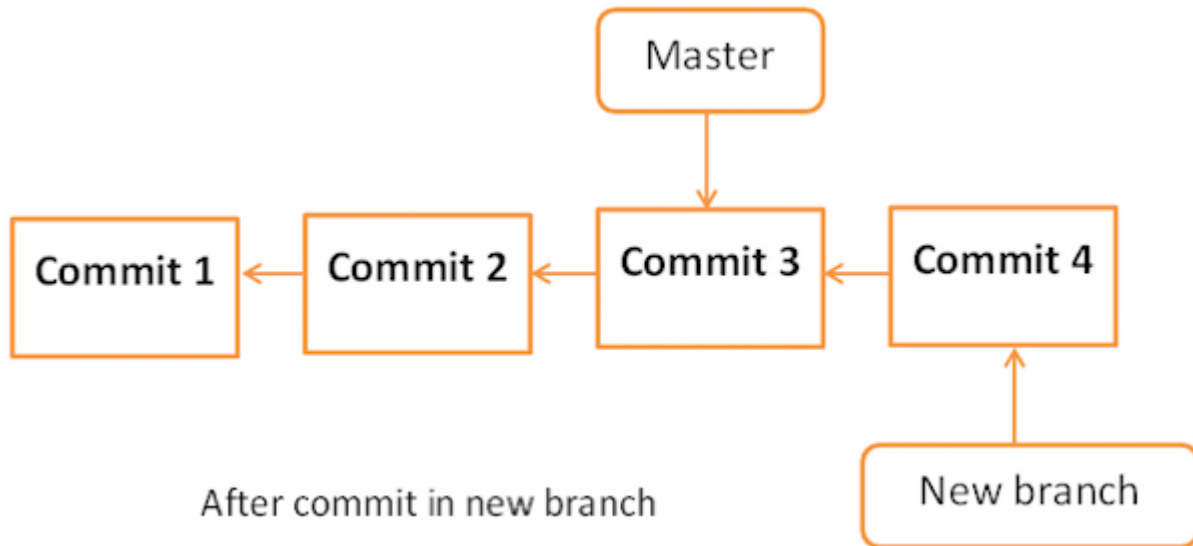 Master
Commit 1
Commit 2
Commit 3
Commit 4
After commit in new branch
New branch